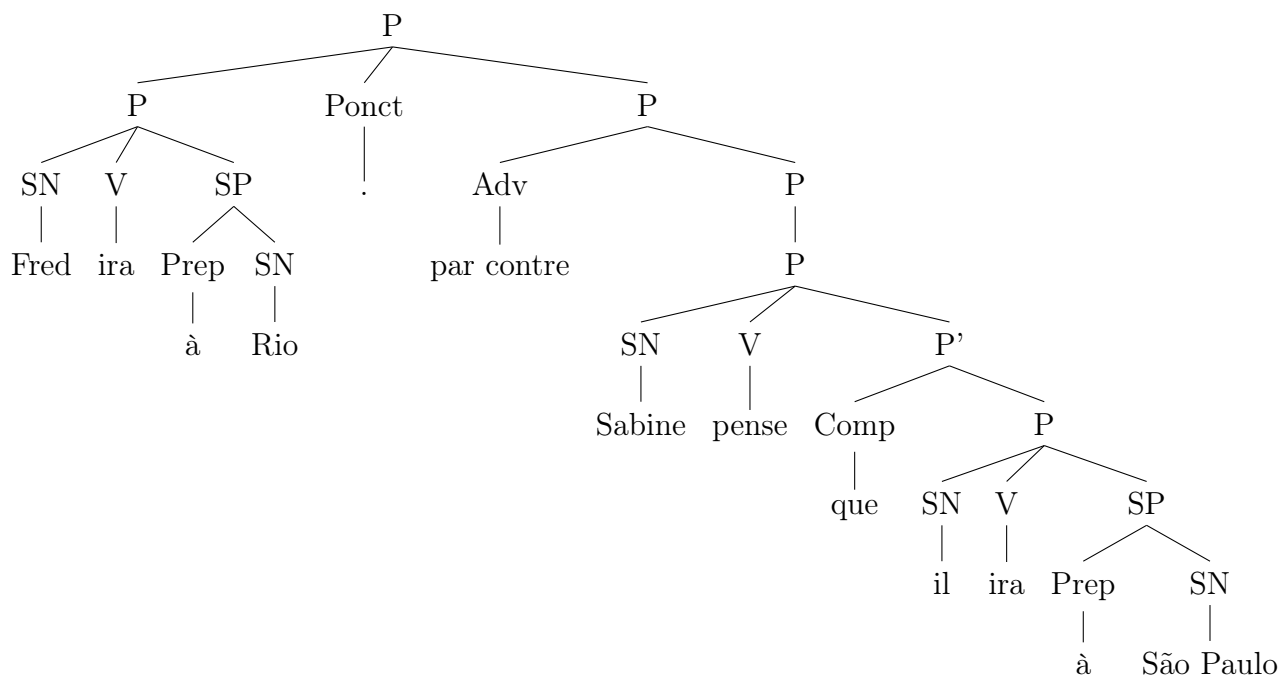 P
P Ponct P
SN V SP . Adv P
Fred ira Prep SN par contre P
à Rio SN V P’
Sabine pense Comp P
que SN V SP
il ira Prep SN
à São Paulo